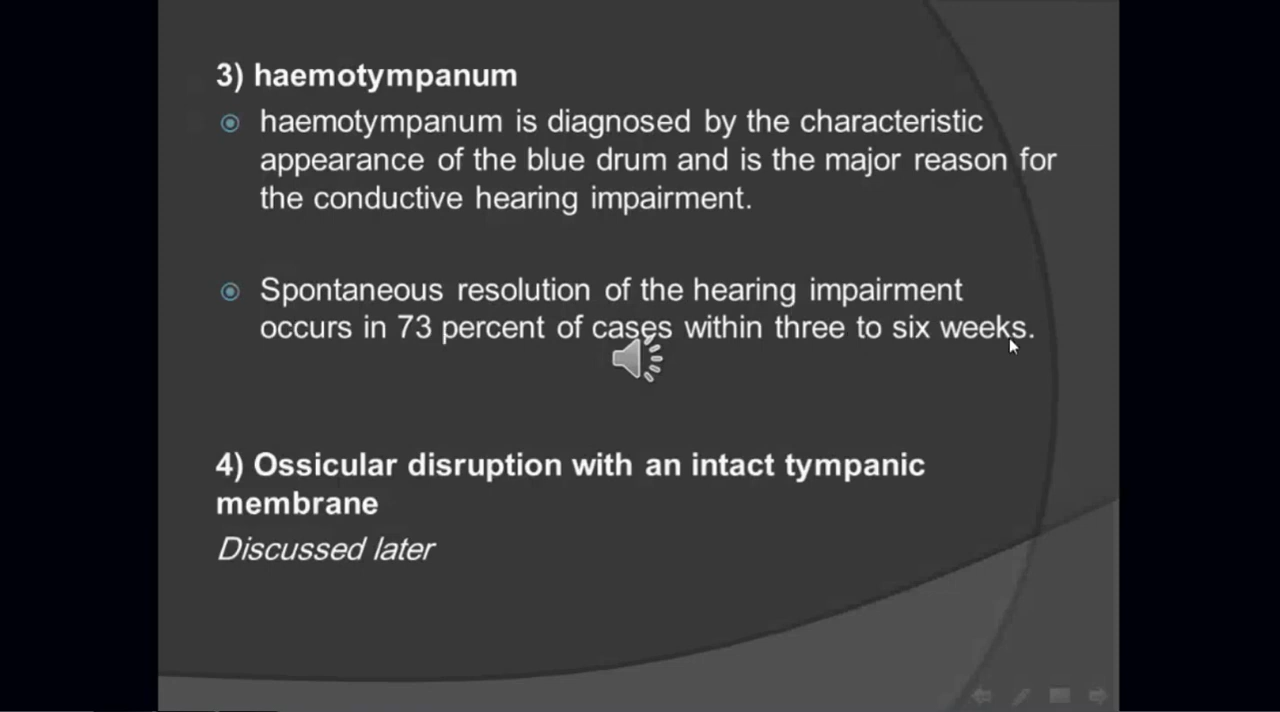 3) haemotympanum
haemotympanum is diagnosed by the characteristic
appearance of the blue drum and is the major reason for
the conductive hearing impairment.
Spontaneous resolution of the hearing impairment
occurs in 73 percent of cases within three to six weeks.
4) Ossicular disruption with an intact tympanic
membrane
Discussed later